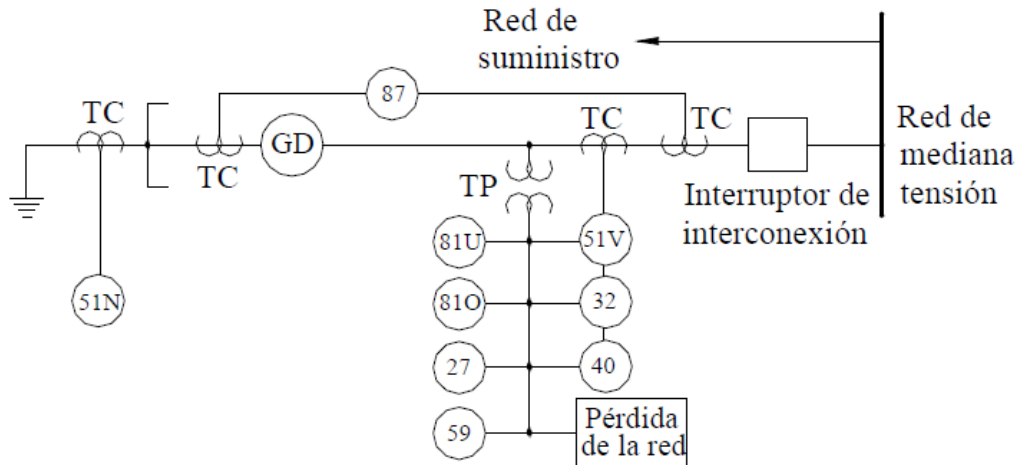 Red de
suministro
87
TC
TC
TC
GD
TC
Red de
mediana
tensión
TP
Interruptor de
interconexión
81U
51V
51N
81O
32
27
40
59
Pérdida
de la red